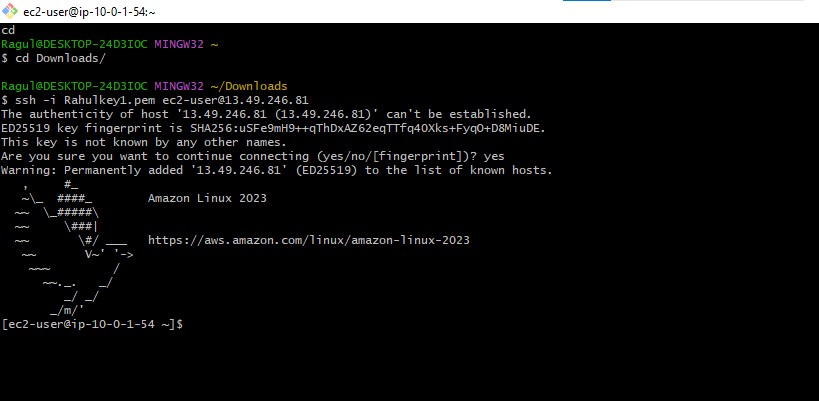 ec2-user@ip-10-0-1-54:~
cd
Ragul@DESKTOP-24D3IOC MINGW32 ~
$ cd Downloads/
Ragul@DESKTOP-24D3IOC MINGW32 ~/Downloads
$ ssh -i Rahulkey1.pem ec2-user@13.49.246.81
The authenticity of host '13.49.246.81 (13.49.246.81)' can't be established.
ED25519 key fingerprint is SHA256:uSFe9mH9++qThDxAZ62eqTTfq4OXks+FyqO+D8MiuDE.
This key is not known by any other names.
Are you sure you want to continue connecting (yes/no/[fingerprint])? yes
Warning: Permanently added '13.49.246.81' (ED25519) to the list of known hosts.
   ,     #_
   ~\_  ####_        Amazon Linux 2023
  ~~  \_#####\
  ~~     \###|
  ~~       \#/ ___   https://aws.amazon.com/linux/amazon-linux-2023
   ~~       V~' '->
    ~~~         /
      ~~._.   _/
         _/ _/
       _/m/'
[ec2-user@ip-10-0-1-54 ~]$